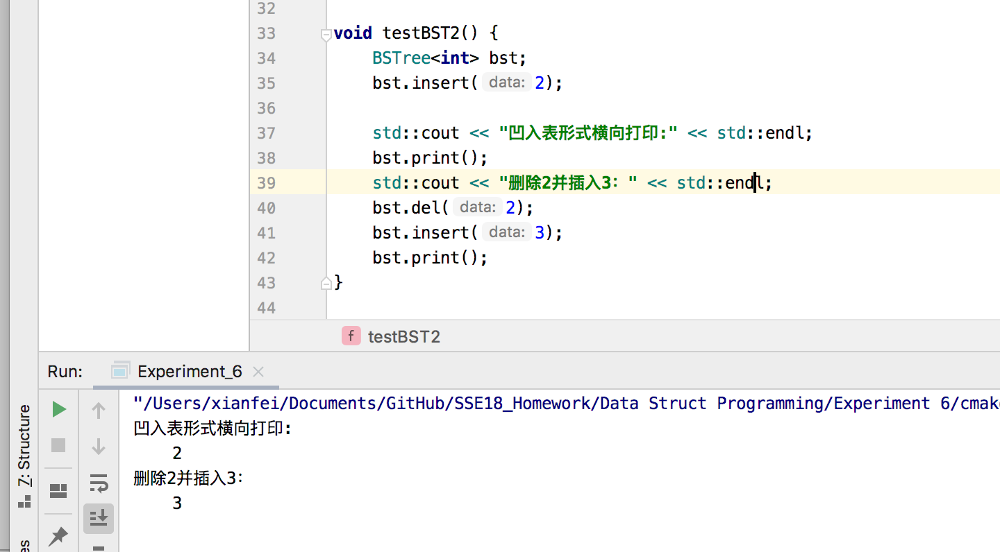 32
33 void testBST2() {
34 BSTree<int> bst;
35 bst.insert( data: 2);
36
37 std::cout << "凹入表形式横向打印:" << std::endl;
38 bst.print();
39 std::cout << "删除2并插入3：" << std::endl;
40 bst.del( data: 2);
41 bst.insert( data: 3);
42 bst.print();
43 }
44
f testBST2
Run: Experiment_6
7: Structure
"/Users/xianfei/Documents/GitHub/SSE18_Homework/Data Struct Programming/Experiment 6/cmak
凹入表形式横向打印:
2
删除2并插入3：
3